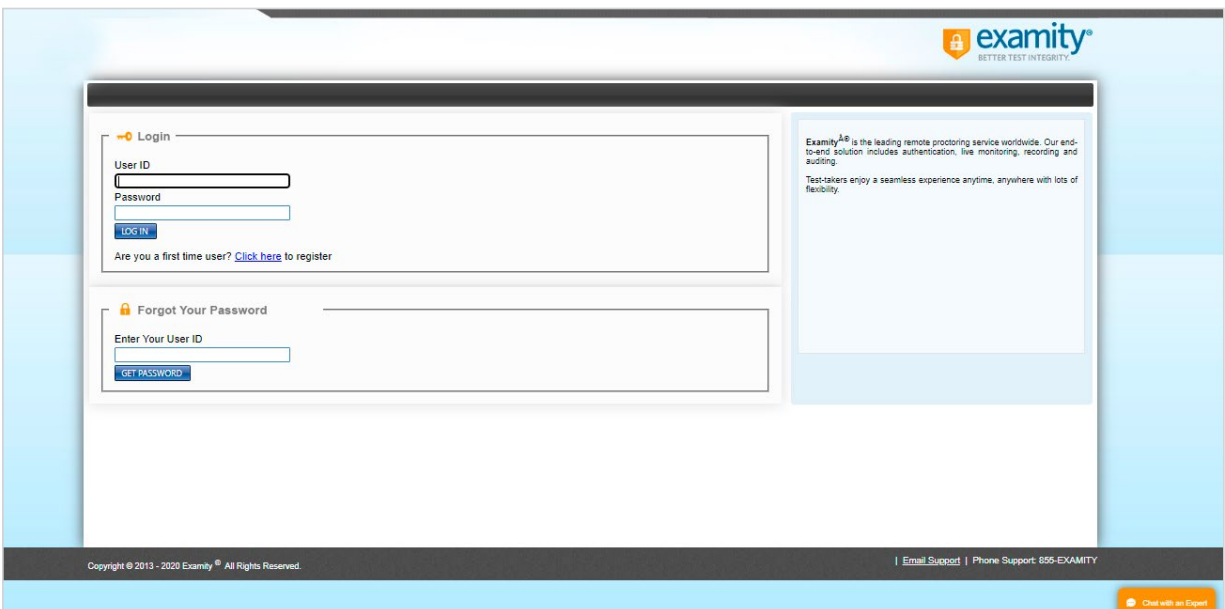 examity®
BETTER TEST INTEGRITY.
Login
User ID
Password
LOG IN
Are you a first time user? Click here to register
Forgot Your Password
Enter Your User ID
GET PASSWORD
Examity® is the leading remote proctoring service worldwide. Our end-
to-end solution includes authentication, live monitoring, recording and
auditing.
Test-takers enjoy a seamless experience anytime, anywhere with lots of
flexibility.
Copyright © 2013 - 2020 Examity ® All Rights Reserved.
| Email Support | Phone Support: 855-EXAMITY
Chat with an Expert